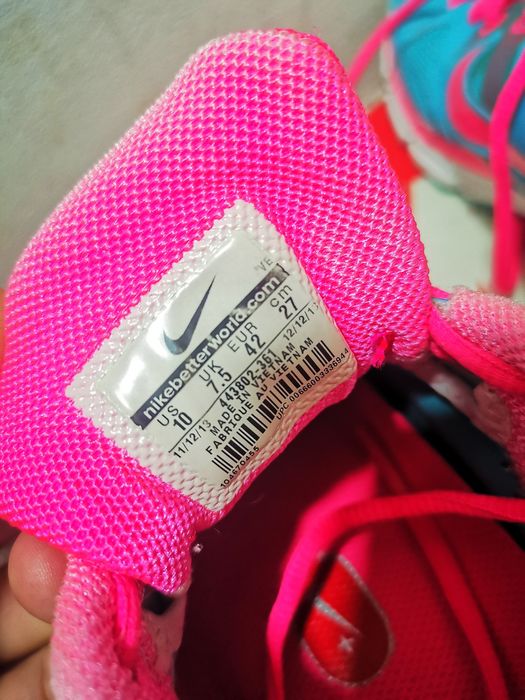 nikebetterworld.com
US UK EUR cm
10 7.5 42 27
11/12/13 443802-361 12/12/13
MADE IN VIETNAM
FABRIQUE AU VIETNAM